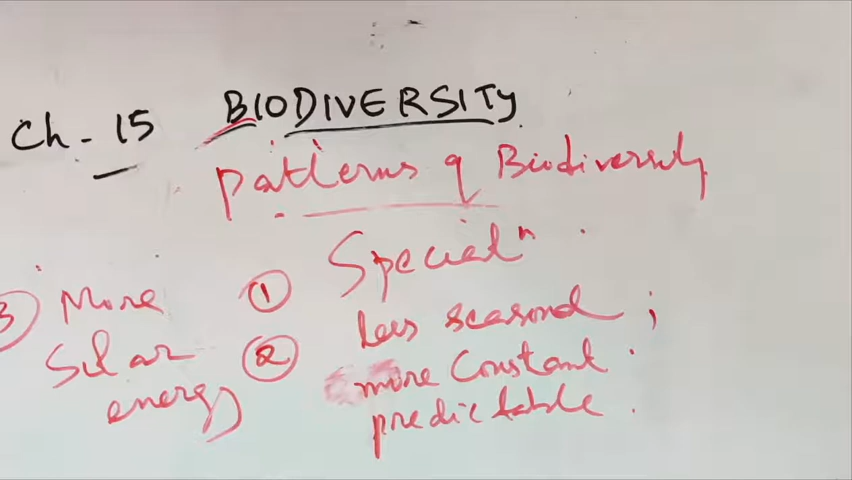 Ch - 15 BIODIVERSITY
Patterns of Biodiversity
① Speciatⁿ
② Less seasonal ;
more Constant
predictable.
③ More
Solar
energy